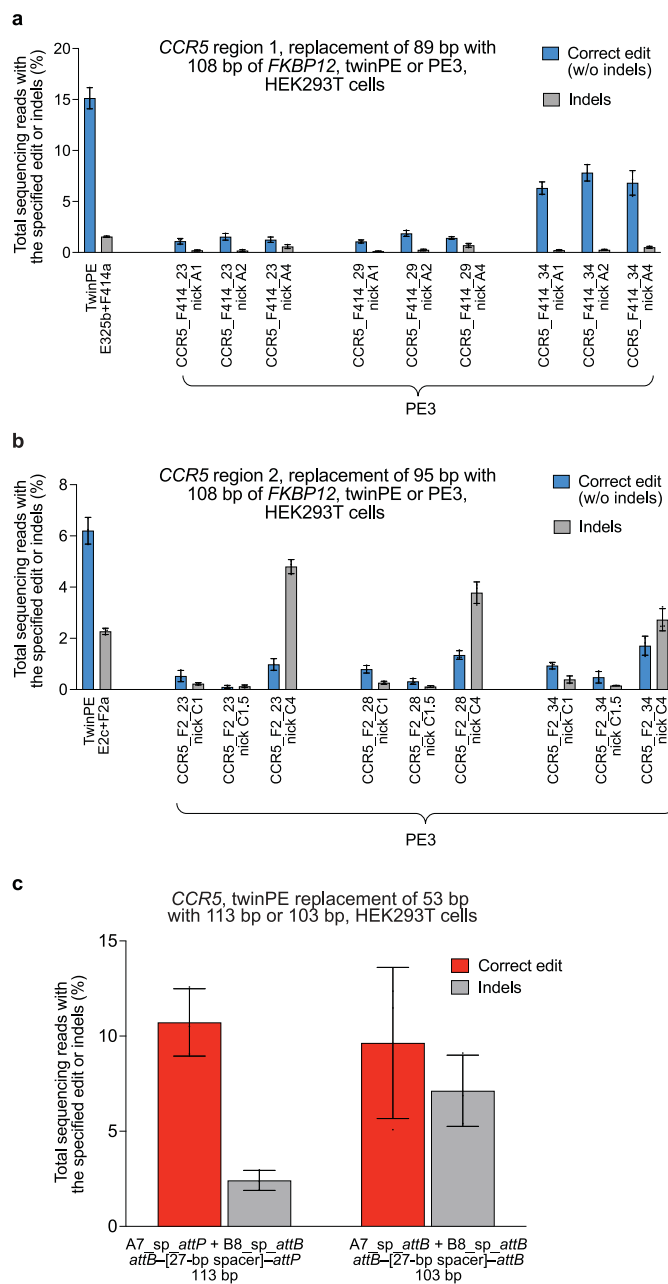 a
CCR5 region 1, replacement of 89 bp with
108 bp of FKBP12, twinPE or PE3,
HEK293T cells
Correct edit
(w/o indels)
Indels
Total sequencing reads with
the specified edit or indels (%)
20
15
10
5
0
TwinPE
E325b+F414a
CCR5_F414_23
nick A1
CCR5_F414_23
nick A2
CCR5_F414_23
nick A4
CCR5_F414_29
nick A1
CCR5_F414_29
nick A2
CCR5_F414_29
nick A4
CCR5_F414_34
nick A1
CCR5_F414_34
nick A2
CCR5_F414_34
nick A4
PE3
b
CCR5 region 2, replacement of 95 bp with
108 bp of FKBP12, twinPE or PE3,
HEK293T cells
Correct edit
(w/o indels)
Indels
Total sequencing reads with
the specified edit or indels (%)
8
6
4
2
0
TwinPE
E2c+F2a
CCR5_F2_23
nick C1
CCR5_F2_23
nick C1.5
CCR5_F2_23
nick C4
CCR5_F2_28
nick C1
CCR5_F2_28
nick C1.5
CCR5_F2_28
nick C4
CCR5_F2_34
nick C1
CCR5_F2_34
nick C1.5
CCR5_F2_34
nick C4
PE3
c
CCR5, twinPE replacement of 53 bp
with 113 bp or 103 bp, HEK293T cells
Correct edit
Indels
Total sequencing reads with
the specified edit or indels (%)
15
10
5
0
A7_sp_attP + B8_sp_attB
attB–[27-bp spacer]–attP
113 bp
A7_sp_attB + B8_sp_attB
attB–[27-bp spacer]–attB
103 bp